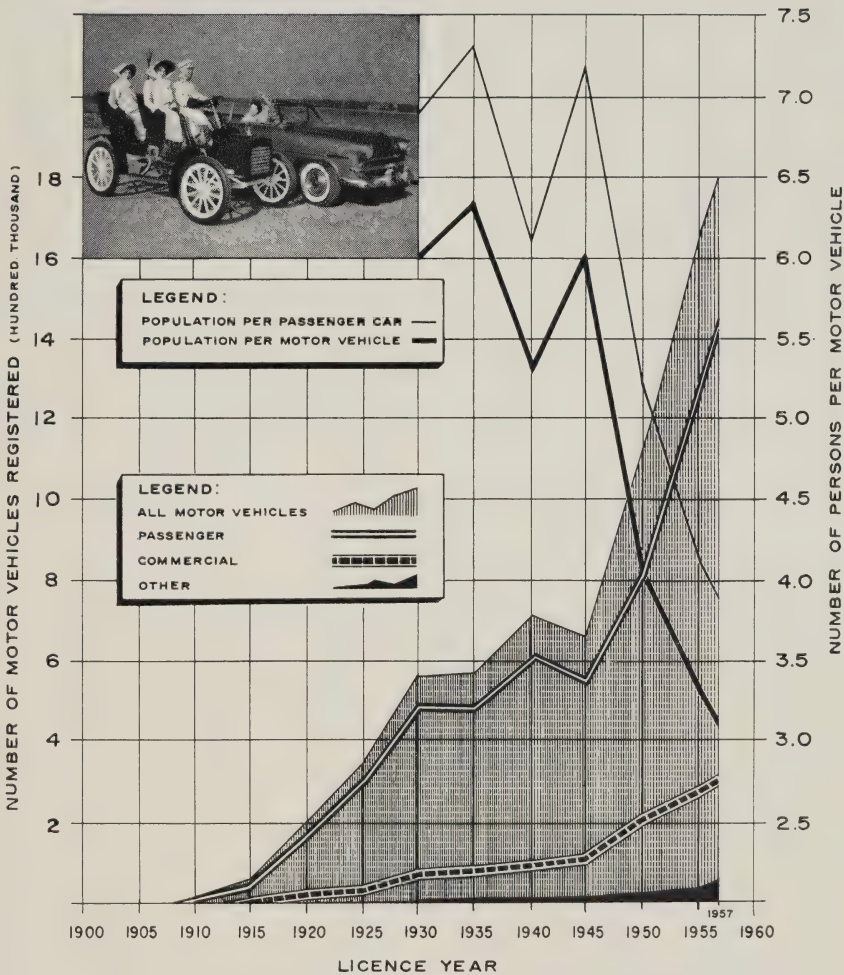 7.5
7.0
18
6.5
16
6.0
14
5.5
12
5.0
10
4.5
8
4.0
6
3.5
4
3.0
2
2.5
NUMBER OF MOTOR VEHICLES REGISTERED (HUNDRED THOUSAND)
NUMBER OF PERSONS PER MOTOR VEHICLE
LEGEND:
POPULATION PER PASSENGER CAR
POPULATION PER MOTOR VEHICLE
LEGEND:
ALL MOTOR VEHICLES
PASSENGER
COMMERCIAL
OTHER
1957
1900 1905 1910 1915 1920 1925 1930 1935 1940 1945 1950 1955 1960
LICENCE YEAR